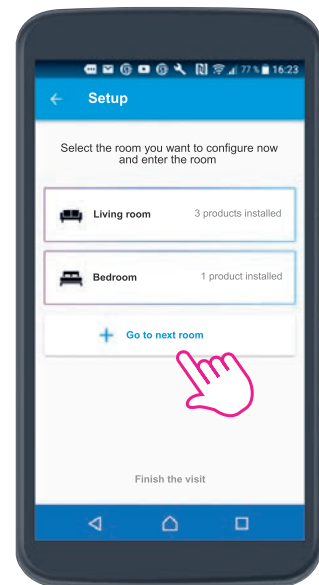 77 % 16:23
Setup
Select the room you want to configure now
and enter the room
Living room 3 products installed
Bedroom 1 product installed
Go to next room
Finish the visit